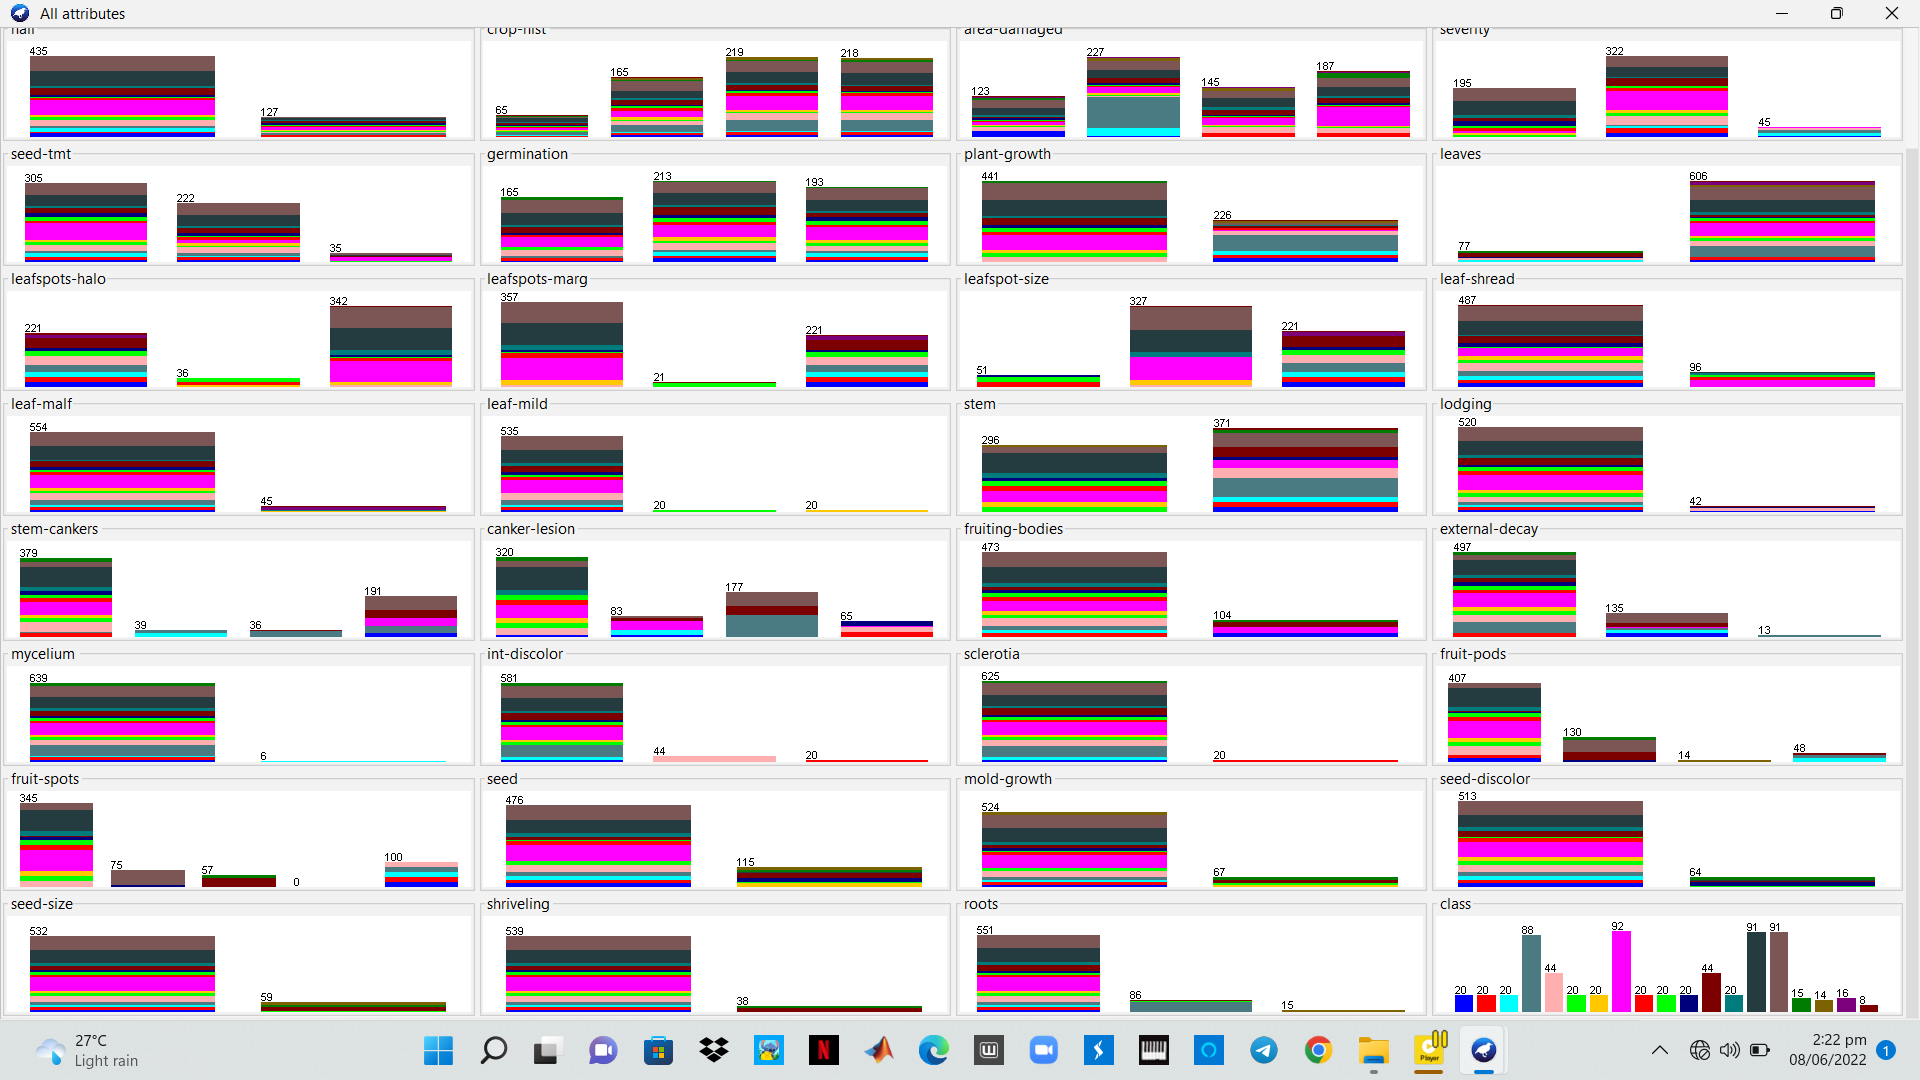 All attributes
hail crop-hist area-damaged severity
435 127 65 165 219 218 123 227 145 187 195 322 45
seed-tmt germination plant-growth leaves
305 222 35 165 213 193 441 226 77 606
leafspots-halo leafspots-marg leafspot-size leaf-shread
221 36 342 357 21 221 51 327 221 487 96
leaf-malf leaf-mild stem lodging
554 45 535 20 20 296 371 520 42
stem-cankers canker-lesion fruiting-bodies external-decay
379 39 36 191 320 83 177 65 473 104 497 135 13
mycelium int-discolor sclerotia fruit-pods
639 6 581 44 20 625 20 407 130 14 48
fruit-spots seed mold-growth seed-discolor
345 75 57 0 100 476 115 524 67 513 64
seed-size shriveling roots class
532 59 539 38 551 86 15 20 20 20 88 44 20 20 92 20 20 20 44 20 91 91 15 14 16 8
27°C
Light rain
N
W
Player
2:22 pm
08/06/2022
1